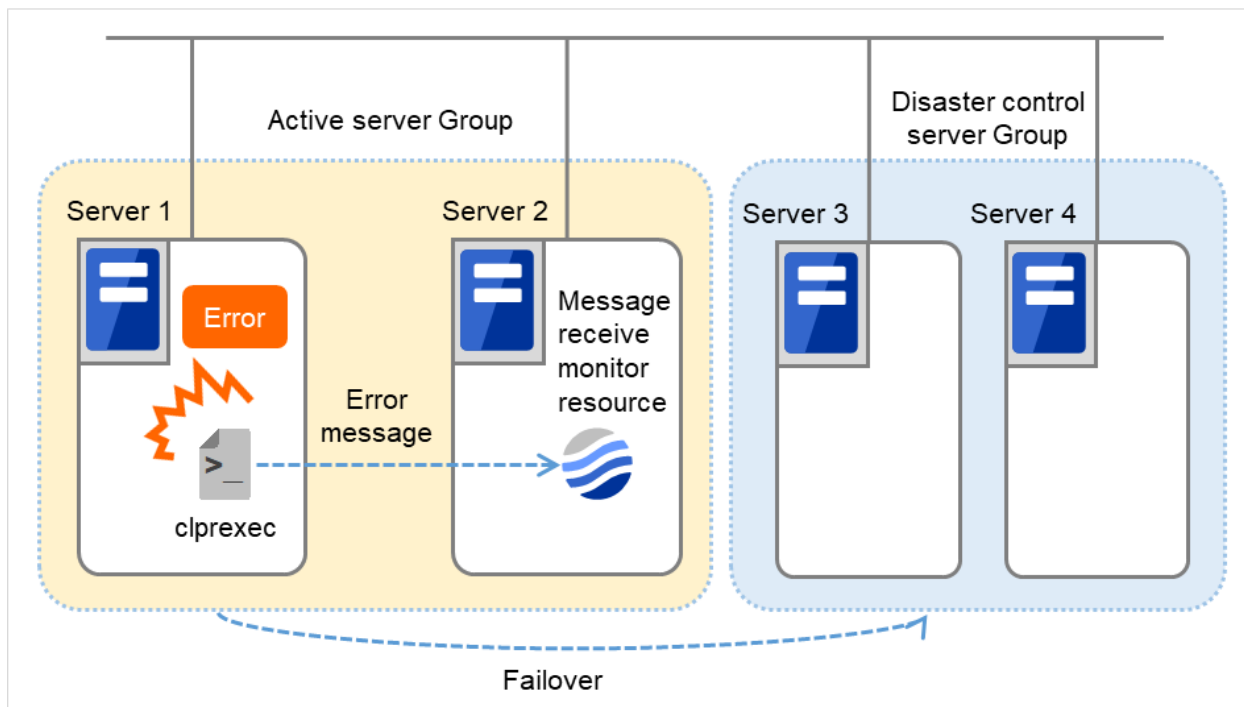 Active server Group
Disaster control
server Group
Server 1
Server 2
Server 3
Server 4
Error
Message
receive
monitor
resource
Error
message
>_
clprexec
Failover